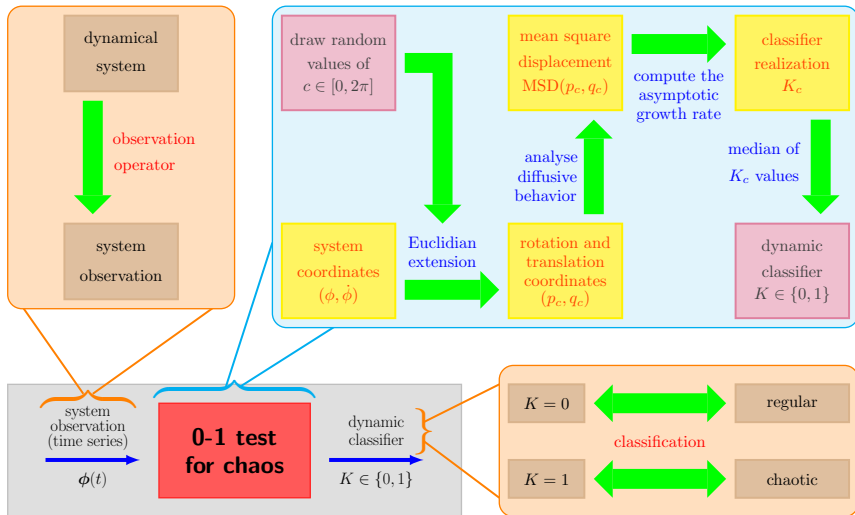 dynamical
system
observation
operator
system
observation
draw random
values of
c ∈ [0, 2π]
system
coordinates
(ϕ, ϕ̇)
Euclidian
extension
rotation and
translation
coordinates
(p_c, q_c)
analyse
diffusive
behavior
mean square
displacement
MSD(p_c, q_c)
compute the
asymptotic
growth rate
classifier
realization
K_c
median of
K_c values
dynamic
classifier
K ∈ {0, 1}
system
observation
(time series)
ϕ(t)
0-1 test
for chaos
dynamic
classifier
K ∈ {0, 1}
K = 0
regular
classification
K = 1
chaotic